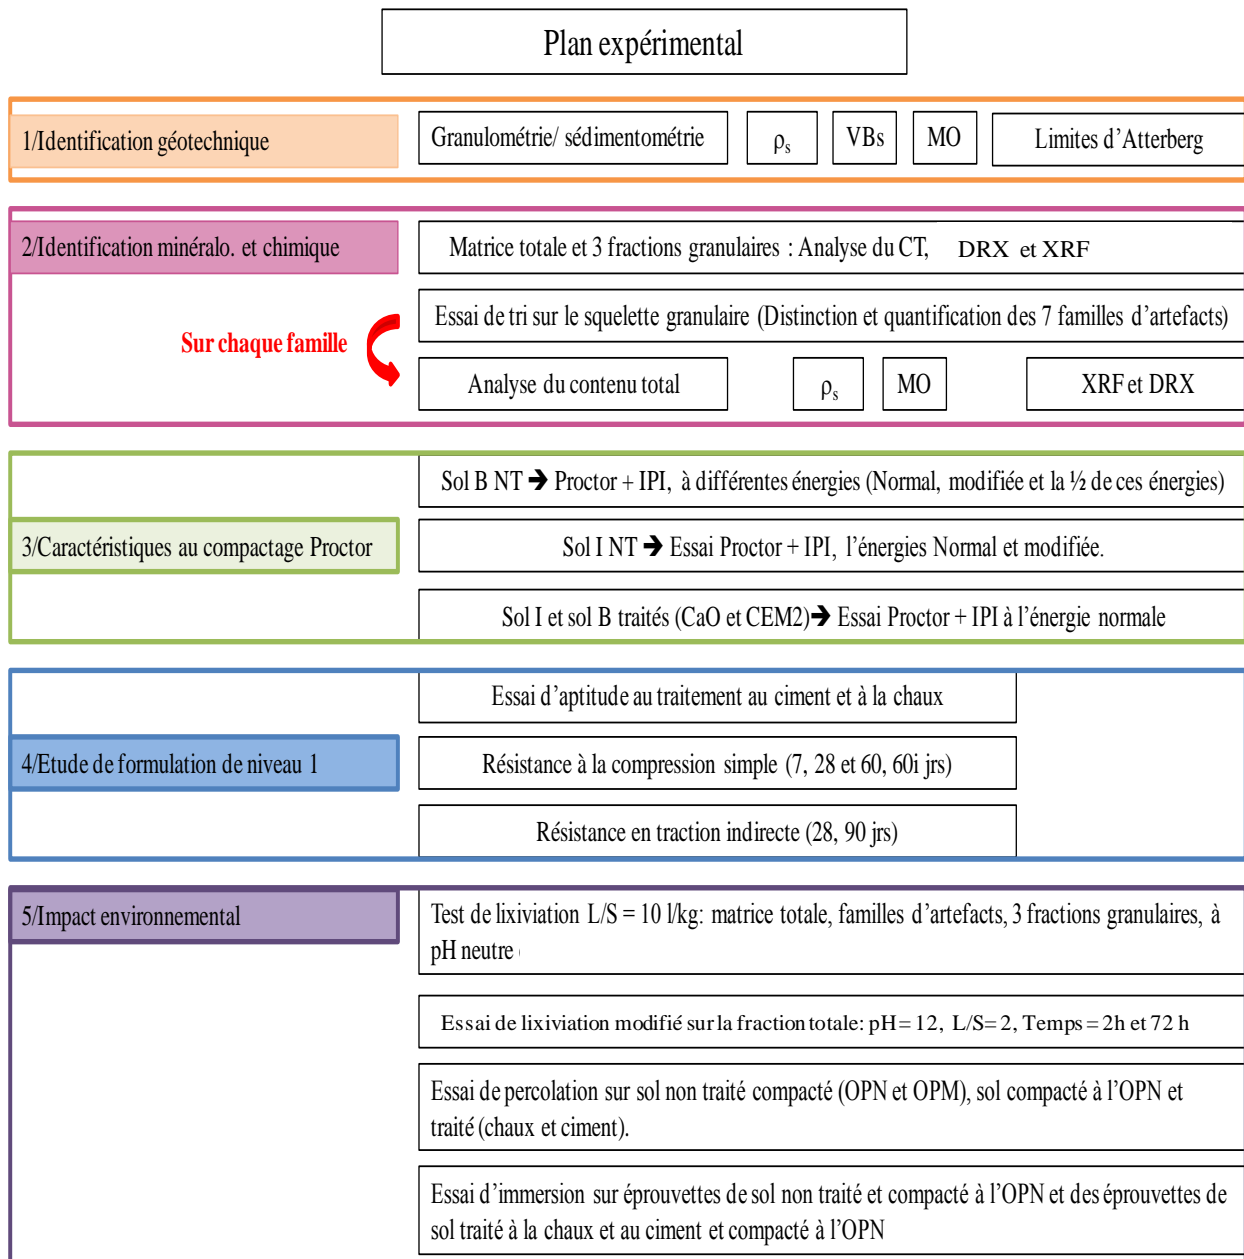 Plan expérimental
1/Identification géotechnique
Granulométrie/ sédimentométrie
ρs
VBs
MO
Limites d'Atterberg
2/Identification minéralo. et chimique
Matrice totale et 3 fractions granulaires : Analyse du CT, DRX et XRF
Essai de tri sur le squelette granulaire (Distinction et quantification des 7 familles d'artefacts)
Sur chaque famille
Analyse du contenu total
ρs
MO
XRF et DRX
Sol B NT ➔ Proctor + IPI, à différentes énergies (Normal, modifiée et la ½ de ces énergies)
3/Caractéristiques au compactage Proctor
Sol I NT ➔ Essai Proctor + IPI, l'énergies Normal et modifiée.
Sol I et sol B traités (CaO et CEM2)➔ Essai Proctor + IPI à l'énergie normale
Essai d'aptitude au traitement au ciment et à la chaux
4/Etude de formulation de niveau 1
Résistance à la compression simple (7, 28 et 60, 60i jrs)
Résistance en traction indirecte (28, 90 jrs)
5/Impact environnemental
Test de lixiviation L/S = 10 l/kg: matrice totale, familles d'artefacts, 3 fractions granulaires, à
pH neutre
Essai de lixiviation modifié sur la fraction totale: pH= 12, L/S= 2, Temps = 2h et 72 h
Essai de percolation sur sol non traité compacté (OPN et OPM), sol compacté à l'OPN et
traité (chaux et ciment).
Essai d'immersion sur éprouvettes de sol non traité et compacté à l'OPN et des éprouvettes de
sol traité à la chaux et au ciment et compacté à l'OPN